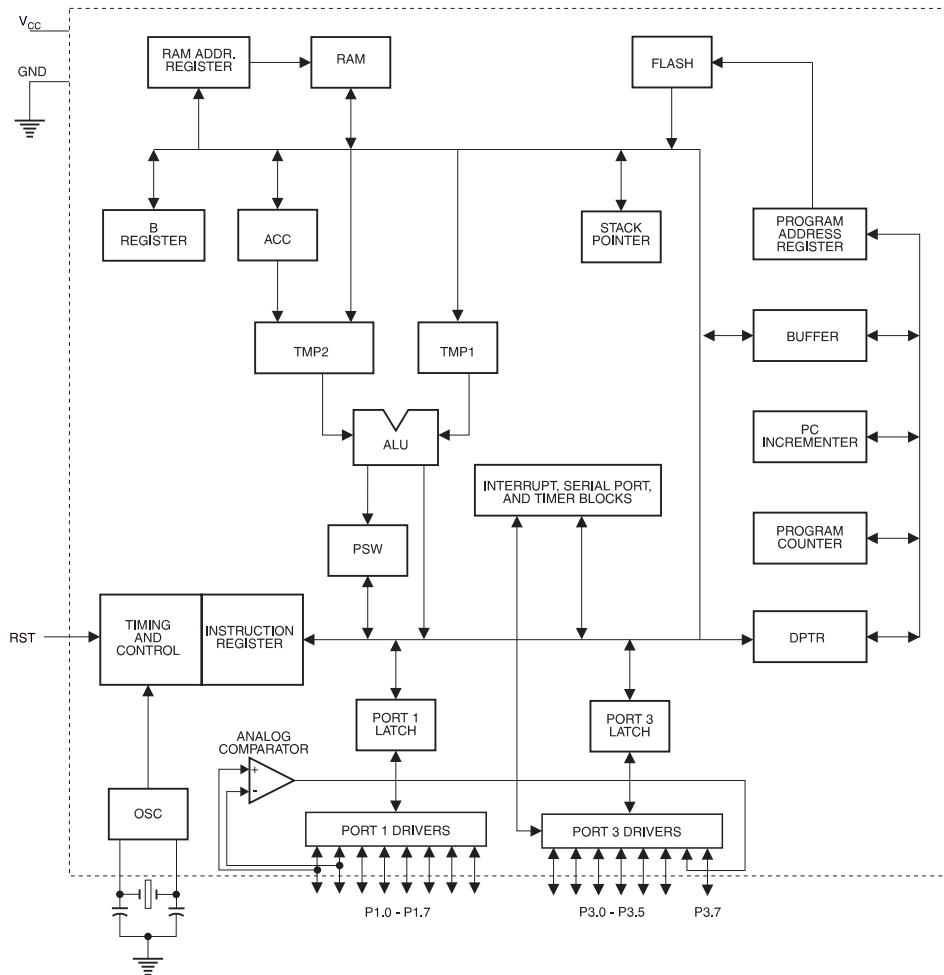 VCC
GND
RAM ADDR.
REGISTER
RAM
FLASH
B
REGISTER
ACC
STACK
POINTER
PROGRAM
ADDRESS
REGISTER
TMP2
TMP1
BUFFER
ALU
PC
INCREMENTER
INTERRUPT, SERIAL PORT,
AND TIMER BLOCKS
PSW
PROGRAM
COUNTER
RST
TIMING
AND
CONTROL
INSTRUCTION
REGISTER
DPTR
PORT 1
LATCH
PORT 3
LATCH
ANALOG
COMPARATOR
+
-
OSC
PORT 1 DRIVERS
PORT 3 DRIVERS
P1.0 - P1.7
P3.0 - P3.5
P3.7